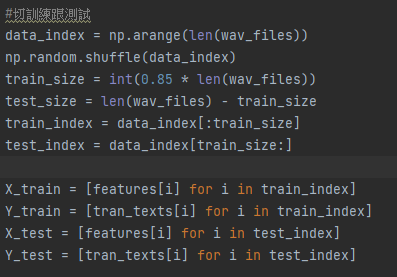 #切訓練跟測試
data_index = np.arange(len(wav_files))
np.random.shuffle(data_index)
train_size = int(0.85 * len(wav_files))
test_size = len(wav_files) - train_size
train_index = data_index[:train_size]
test_index = data_index[train_size:]
X_train = [features[i] for i in train_index]
Y_train = [tran_texts[i] for i in train_index]
X_test = [features[i] for i in test_index]
Y_test = [tran_texts[i] for i in test_index]